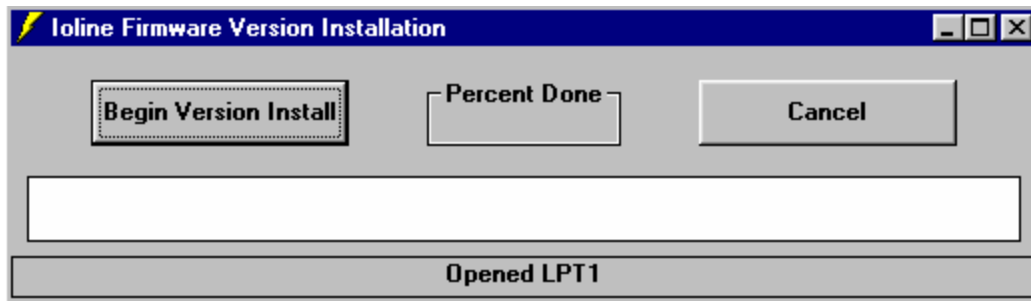 Ioline Firmware Version Installation
Begin Version Install Percent Done Cancel
Opened LPT1